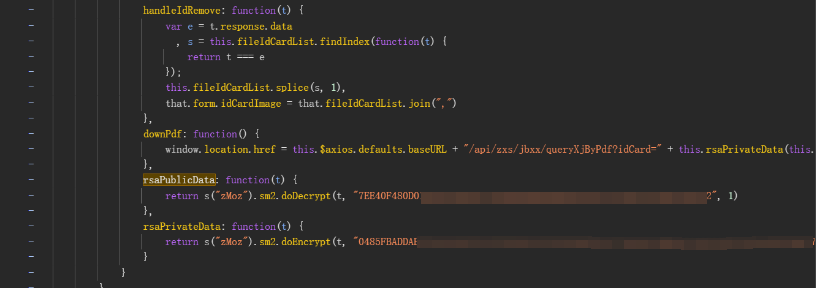 handleIdRemove: function(t) {
var e = t.response.data
, s = this.fileIdCardList.findIndex(function(t) {
return t === e
});
this.fileIdCardList.splice(s, 1),
that.form.idCardImage = that.fileIdCardList.join(",")
},
downPdf: function() {
window.location.href = this.$axios.defaults.baseURL + "/api/zxs/jbxx/queryXjByPdf?idCard=" + this.rsaPrivateData(this.
},
rsaPublicData: function(t) {
return s("zMoz").sm2.doDecrypt(t, "7EE40F480D0 2", 1)
},
rsaPrivateData: function(t) {
return s("zMoz").sm2.doEncrypt(t, "0485FBADDAE
}
}